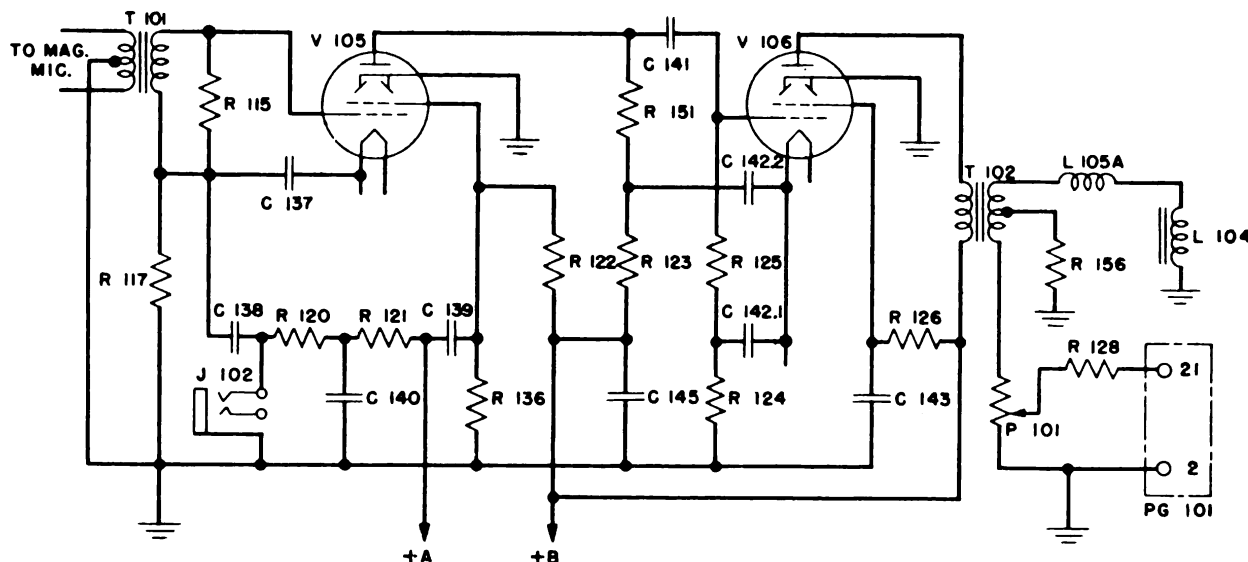 T 101
TO MAG.
MIC.
V 105
C 141
V 106
R 115
R 151
C 137
C 142.2
T 102
L 105A
L 104
R 117
R 122
R 123
R 125
R 156
C 138
R 120
R 121
C 139
C 142.1
R 126
R 128
J 102
C 140
R 136
C 145
R 124
C 143
P 101
21
2
PG 101
+A
+B